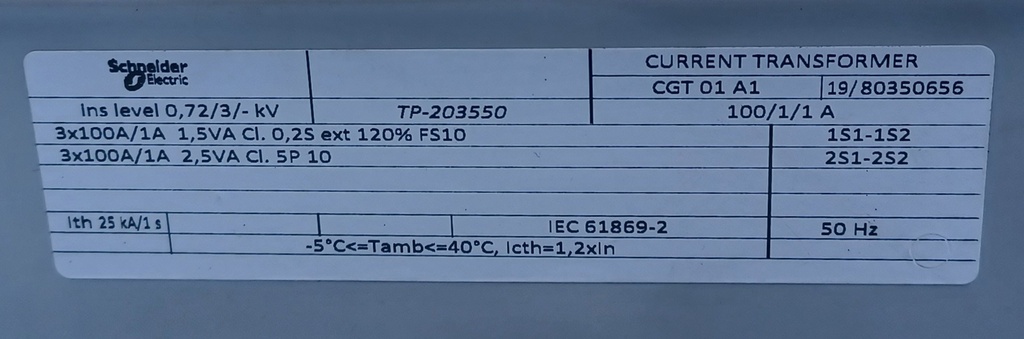 Schneider Electric
CURRENT TRANSFORMER
CGT 01 A1 19/80350656
Ins level 0,72/3/- kV TP-203550 100/1/1 A
3x100A/1A 1,5VA Cl. 0,2S ext 120% FS10 1S1-1S2
3x100A/1A 2,5VA Cl. 5P 10 2S1-2S2
Ith 25 kA/1 s IEC 61869-2 50 Hz
-5°C<=Tamb<=40°C, Icth=1,2xIn